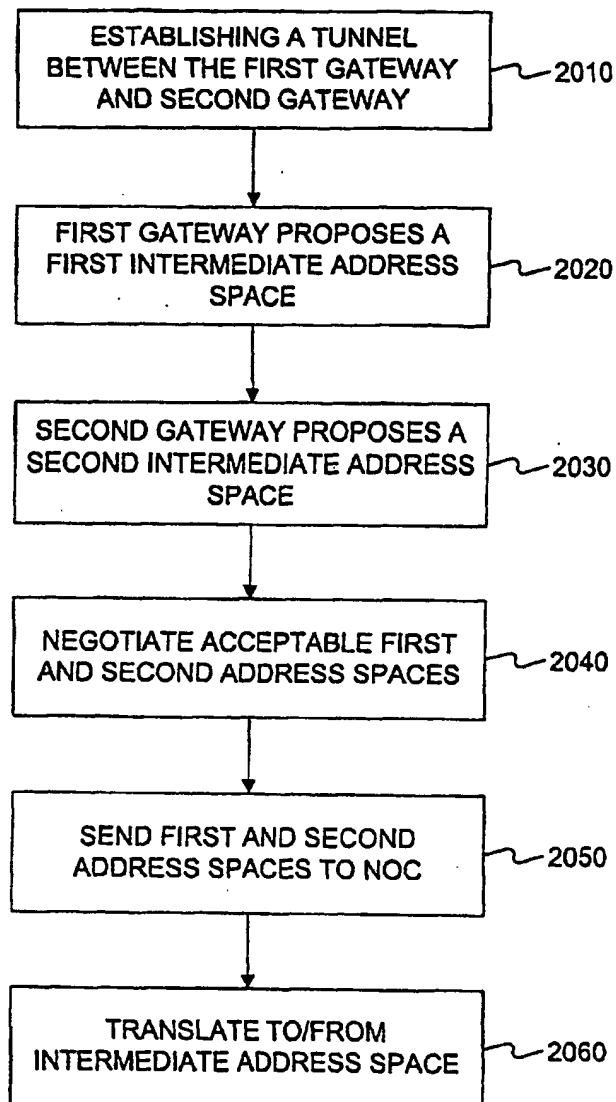 ESTABLISHING A TUNNEL
BETWEEN THE FIRST GATEWAY
AND SECOND GATEWAY
2010
FIRST GATEWAY PROPOSES A
FIRST INTERMEDIATE ADDRESS
SPACE
2020
SECOND GATEWAY PROPOSES A
SECOND INTERMEDIATE ADDRESS
SPACE
2030
NEGOTIATE ACCEPTABLE FIRST
AND SECOND ADDRESS SPACES
2040
SEND FIRST AND SECOND
ADDRESS SPACES TO NOC
2050
TRANSLATE TO/FROM
INTERMEDIATE ADDRESS SPACE
2060